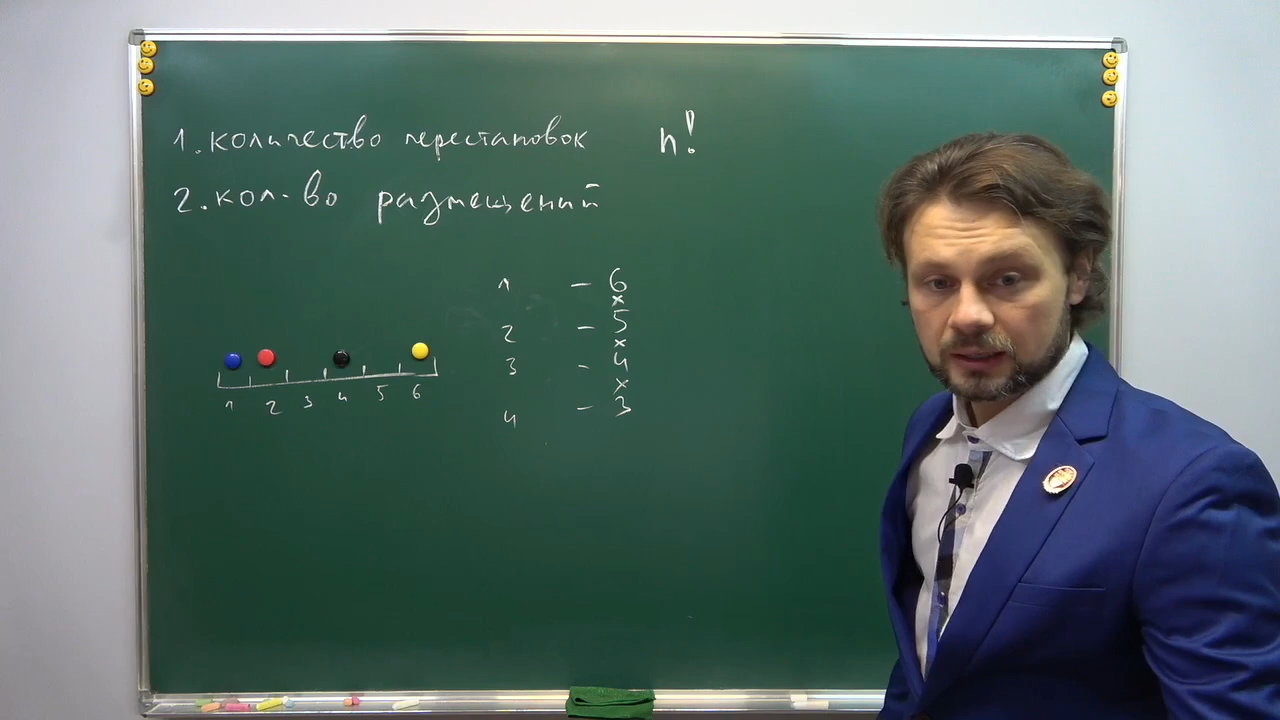 1. количество перестановок n!
2. кол-во размещений
1 - 6
×
2 - 5
×
3 - 4
×
4 - 3
1 2 3 4 5 6